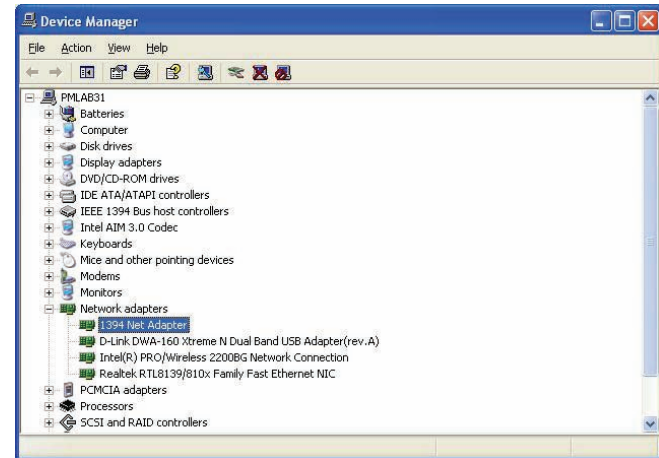 Device Manager
File Action View Help
PMLAB31
Batteries
Computer
Disk drives
Display adapters
DVD/CD-ROM drives
IDE ATA/ATAPI controllers
IEEE 1394 Bus host controllers
Intel AIM 3.0 Codec
Keyboards
Mice and other pointing devices
Modems
Monitors
Network adapters
1394 Net Adapter
D-Link DWA-160 Xtreme N Dual Band USB Adapter(rev.A)
Intel(R) PRO/Wireless 2200BG Network Connection
Realtek RTL8139/810x Family Fast Ethernet NIC
PCMCIA adapters
Processors
SCSI and RAID controllers